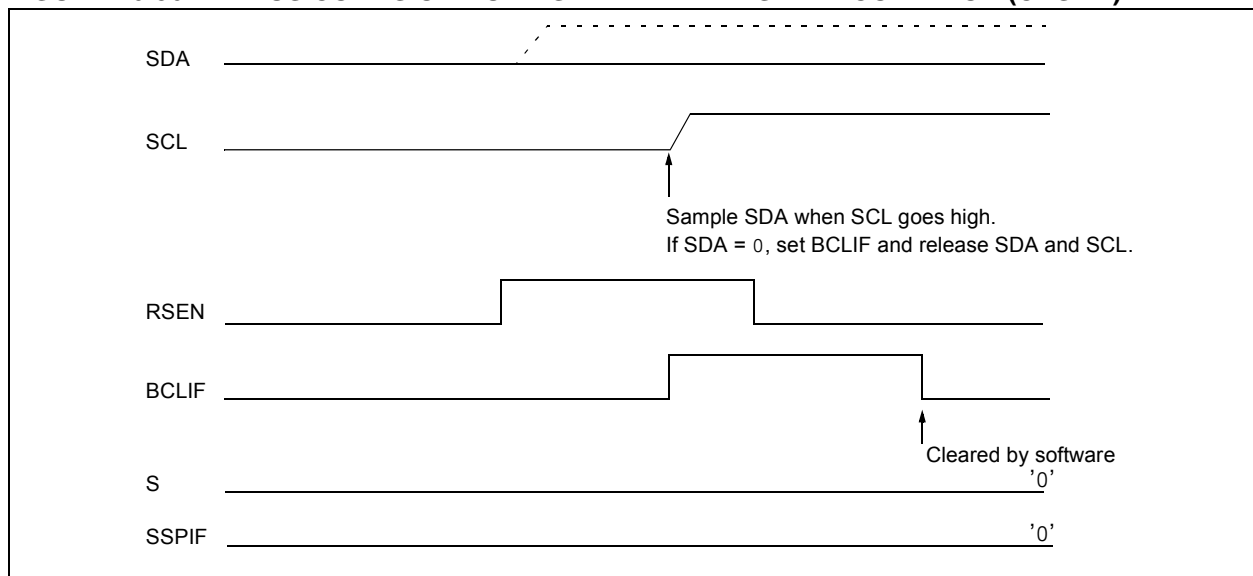 SDA
SCL
Sample SDA when SCL goes high.
If SDA = 0, set BCLIF and release SDA and SCL.
RSEN
BCLIF
Cleared by software
S
'0'
SSPIF
'0'